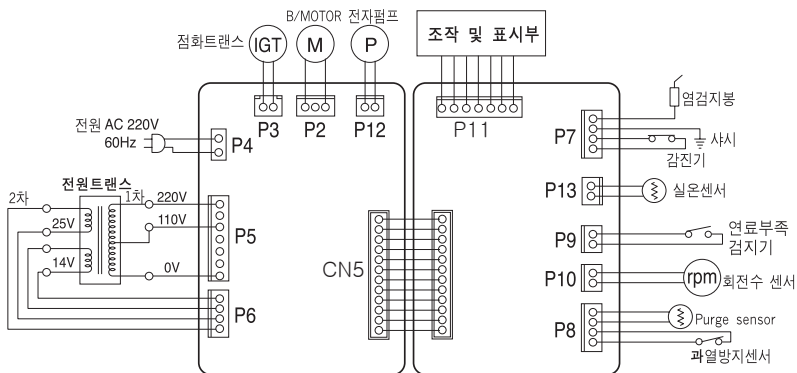 B/MOTOR 전자펌프
점화트랜스 IGT M P
조작 및 표시부
P3 P2 P12 P11
전원 AC 220V
60Hz
P4
전원트랜스
2차 1차 220V
25V 110V
14V 0V
P5
P6
CN5
P7
염검지봉
샤시
감진기
P13
실온센서
P9
연료부족
검지기
P10
rpm 회전수 센서
P8
Purge sensor
과열방지센서